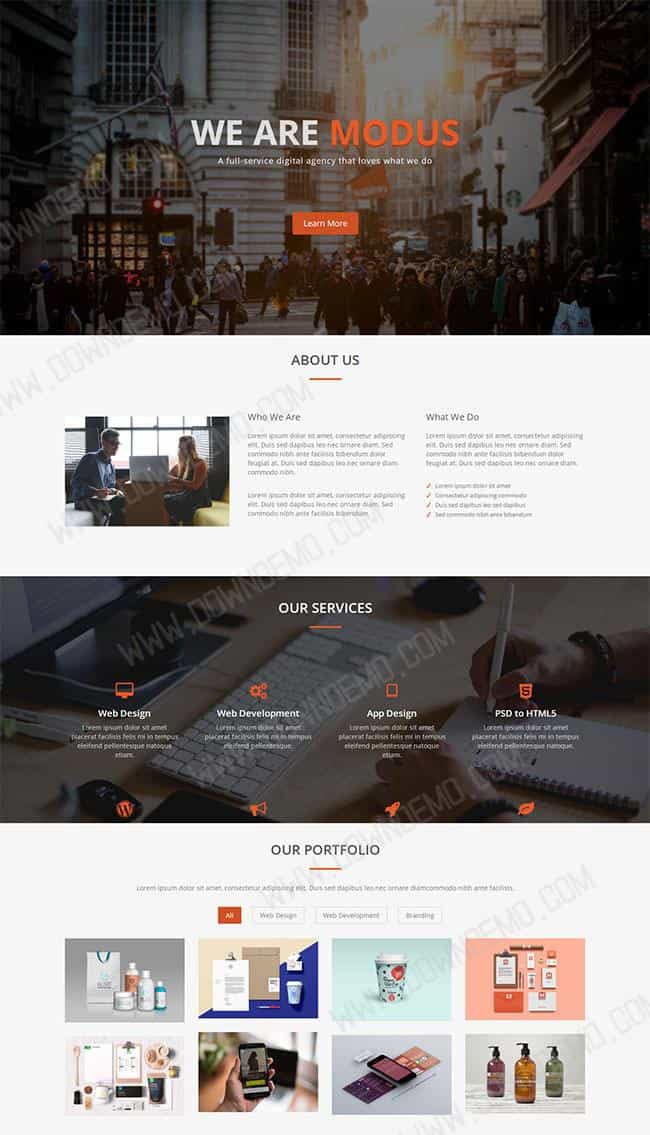 WE ARE MODUS
A full-service digital agency that loves what we do
Learn More
ABOUT US
Who We Are
Lorem ipsum dolor sit amet, consectetur adipisicing
elit. Duis sed dapibus leo nec ornare diam. Sed
commodo nibh ante facilisis bibendum dolor
feugiat at. Duis sed dapibus leo nec ornare diam
commodo nibh.
Lorem ipsum dolor sit amet, consectetur adipisicing
elit. Duis sed dapibus leo nec ornare diam. Sed
commodo nibh ante facilisis bibendum.
What We Do
Lorem ipsum dolor sit amet, consectetur adipisicing
elit. Duis sed dapibus leo nec ornare diam. Sed
commodo nibh ante facilisis bibendum dolor
feugiat at. Duis sed dapibus leo nec ornare diam
commodo nibh.
Lorem ipsum dolor sit amet
Consectetur adipiscing commodo
Duis sed dapibus leo sed dapibus
Sed commodo nibh ante bibendum
OUR SERVICES
Web Design
Lorem ipsum dolor sit amet
placerat facilisis felis mi in tempus
eleifend pellentesque natoque
etiam.
Web Development
Lorem ipsum dolor sit amet
placerat facilisis felis mi in tempus
eleifend pellentesque natoque
etiam.
App Design
Lorem ipsum dolor sit amet
placerat facilisis felis mi in tempus
eleifend pellentesque natoque
etiam.
PSD to HTML5
Lorem ipsum dolor sit amet
placerat facilisis felis mi in tempus
eleifend pellentesque natoque.
OUR PORTFOLIO
Lorem ipsum dolor sit amet, consectetur adipiscing elit. Duis sed dapibus leo nec ornare diamcommodo nibh ante facilisis.
All
Web Design
Web Development
Branding
WWW.DOWNDEMO.COM